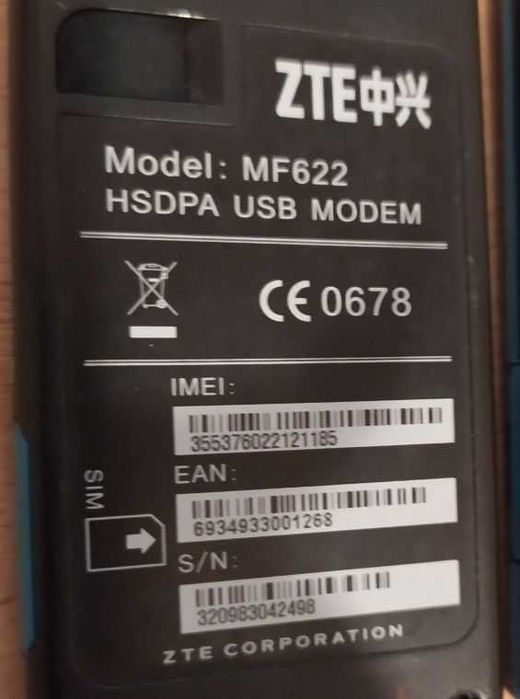 ZTE中兴
Model: MF622
HSDPA USB MODEM
CE 0678
IMEI:
355376022121185
EAN:
6934933001268
SIM
S/N:
320983042498
ZTE CORPORATION